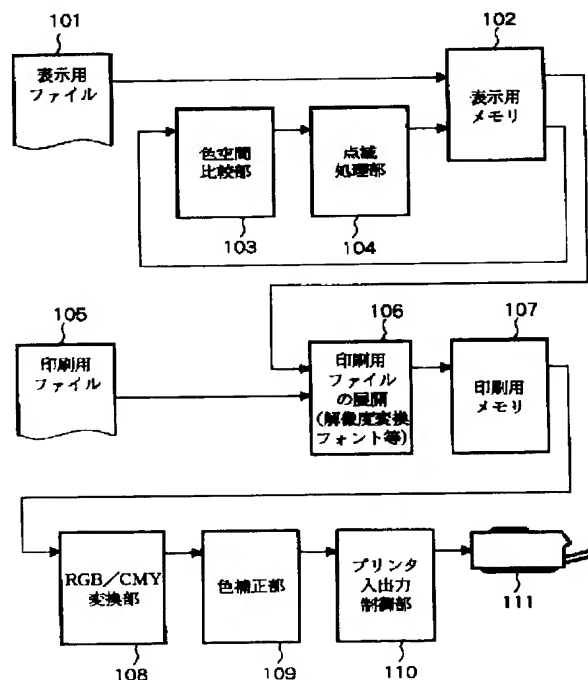 101
表示用
ファイル
102
表示用
メモリ
色空間
比較部
103
点滅
処理部
104
105
印刷用
ファイル
106
印刷用
ファイル
の展開
(解像度変換
フォント等)
107
印刷用
メモリ
RGB/CMY
変換部
108
色補正部
109
プリンタ
入出力
制御部
110
111